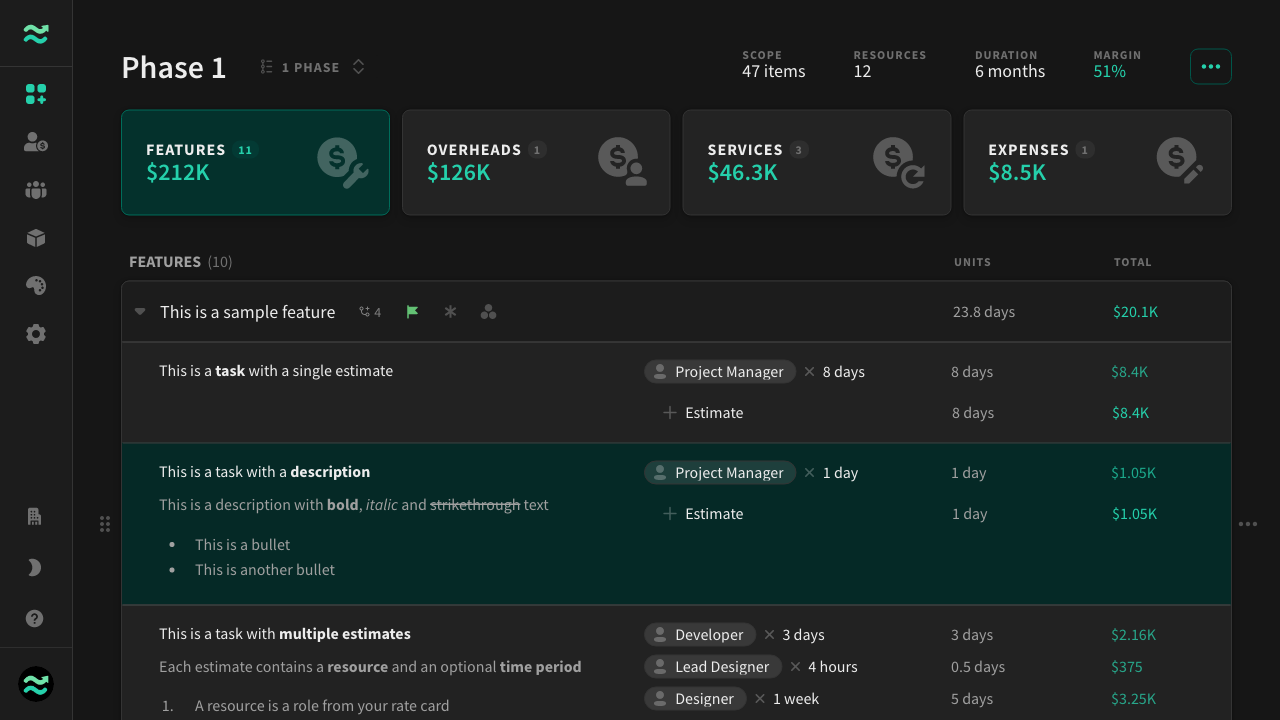 Phase 1
1 PHASE
SCOPE
47 items
RESOURCES
12
DURATION
6 months
MARGIN
51%
FEATURES 11
$212K
OVERHEADS 1
$126K
SERVICES 3
$46.3K
EXPENSES 1
$8.5K
FEATURES (10) UNITS TOTAL
This is a sample feature 4 23.8 days $20.1K
This is a task with a single estimate Project Manager × 8 days 8 days $8.4K
Estimate 8 days $8.4K
This is a task with a description Project Manager × 1 day 1 day $1.05K
This is a description with bold, italic and strikethrough text
Estimate 1 day $1.05K
• This is a bullet
• This is another bullet
This is a task with multiple estimates Developer × 3 days 3 days $2.16K
Each estimate contains a resource and an optional time period Lead Designer × 4 hours 0.5 days $375
1. A resource is a role from your rate card Designer × 1 week 5 days $3.25K